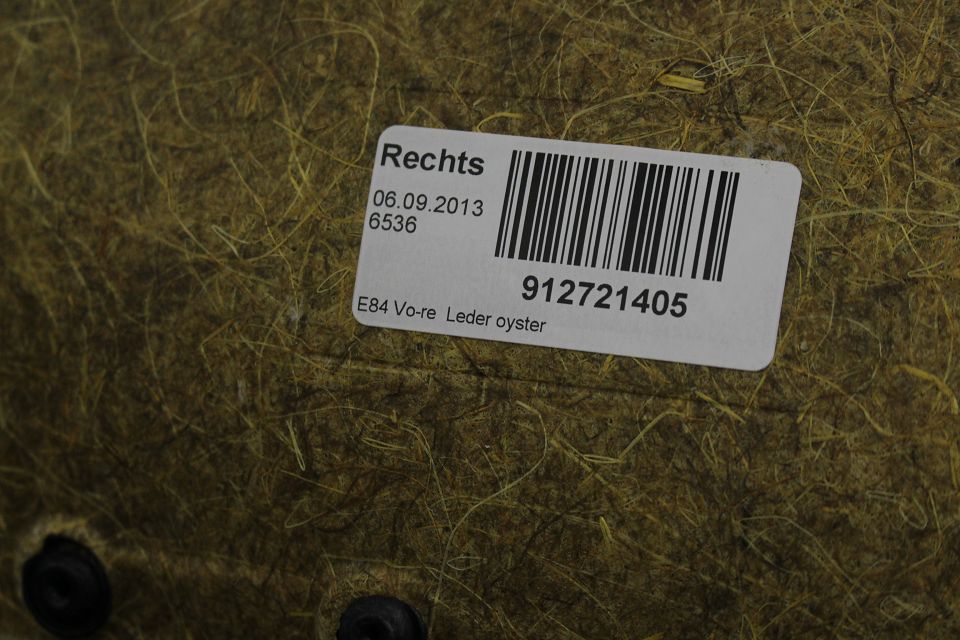 Rechts
06.09.2013
6536
912721405
E84 Vo-re Leder oyster